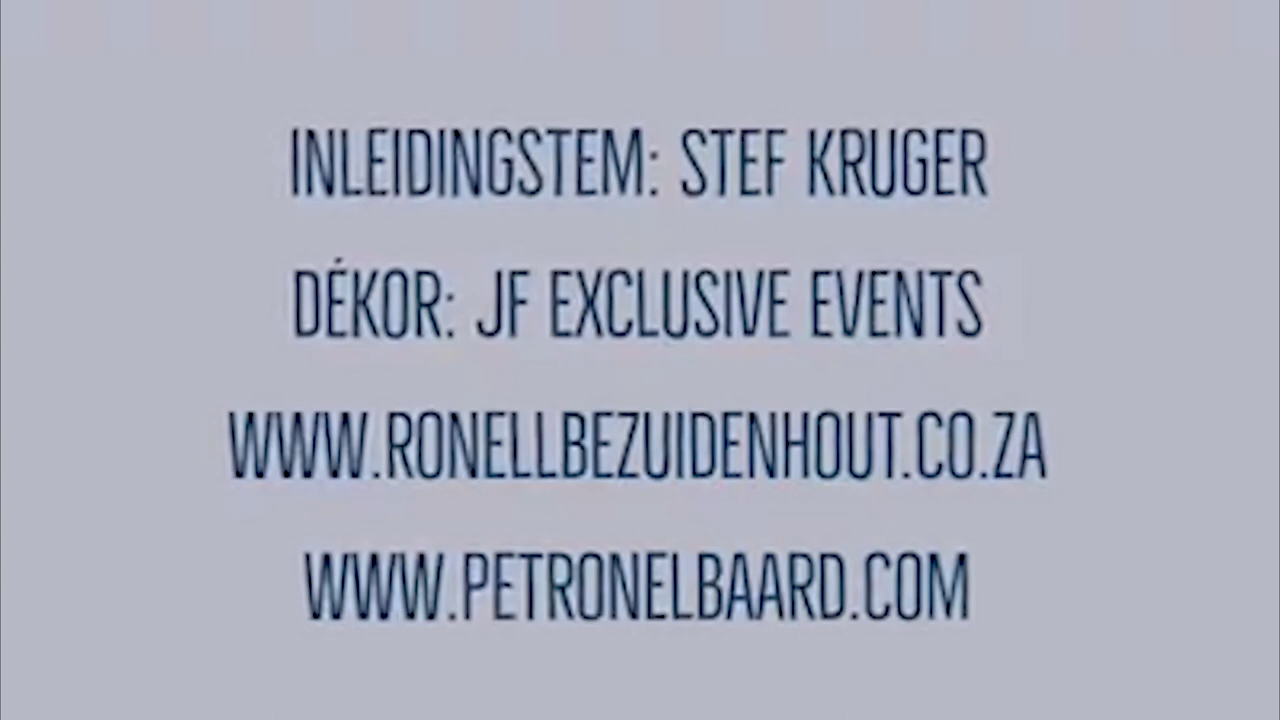 INLEIDINGSTEM: STEF KRUGER
DÉKOR: JF EXCLUSIVE EVENTS
WWW.RONELLBEZUIDENHOUT.CO.ZA
WWW.PETRONELBAARD.COM